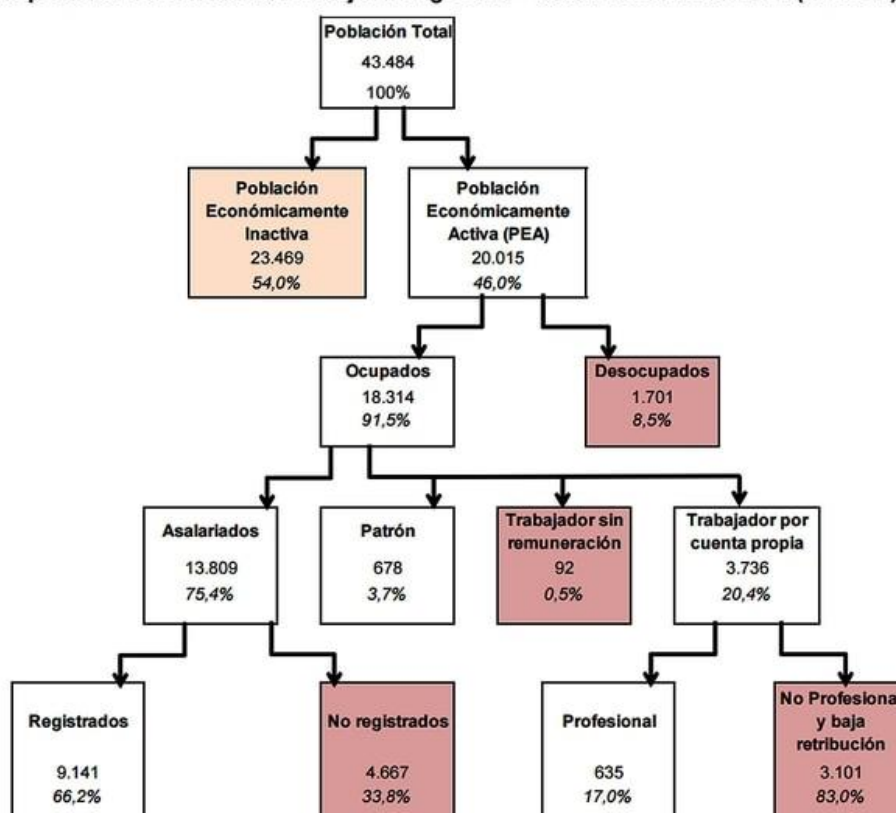 Población Total
43.484
100%
Población
Económicamente
Inactiva
23.469
54,0%
Población
Económicamente
Activa (PEA)
20.015
46,0%
Ocupados
18.314
91,5%
Desocupados
1.701
8,5%
Asalariados
13.809
75,4%
Patrón
678
3,7%
Trabajador sin
remuneración
92
0,5%
Trabajador por
cuenta propia
3.736
20,4%
Registrados
9.141
66,2%
No registrados
4.667
33,8%
Profesional
635
17,0%
No Profesiona
y baja
retribución
3.101
83,0%